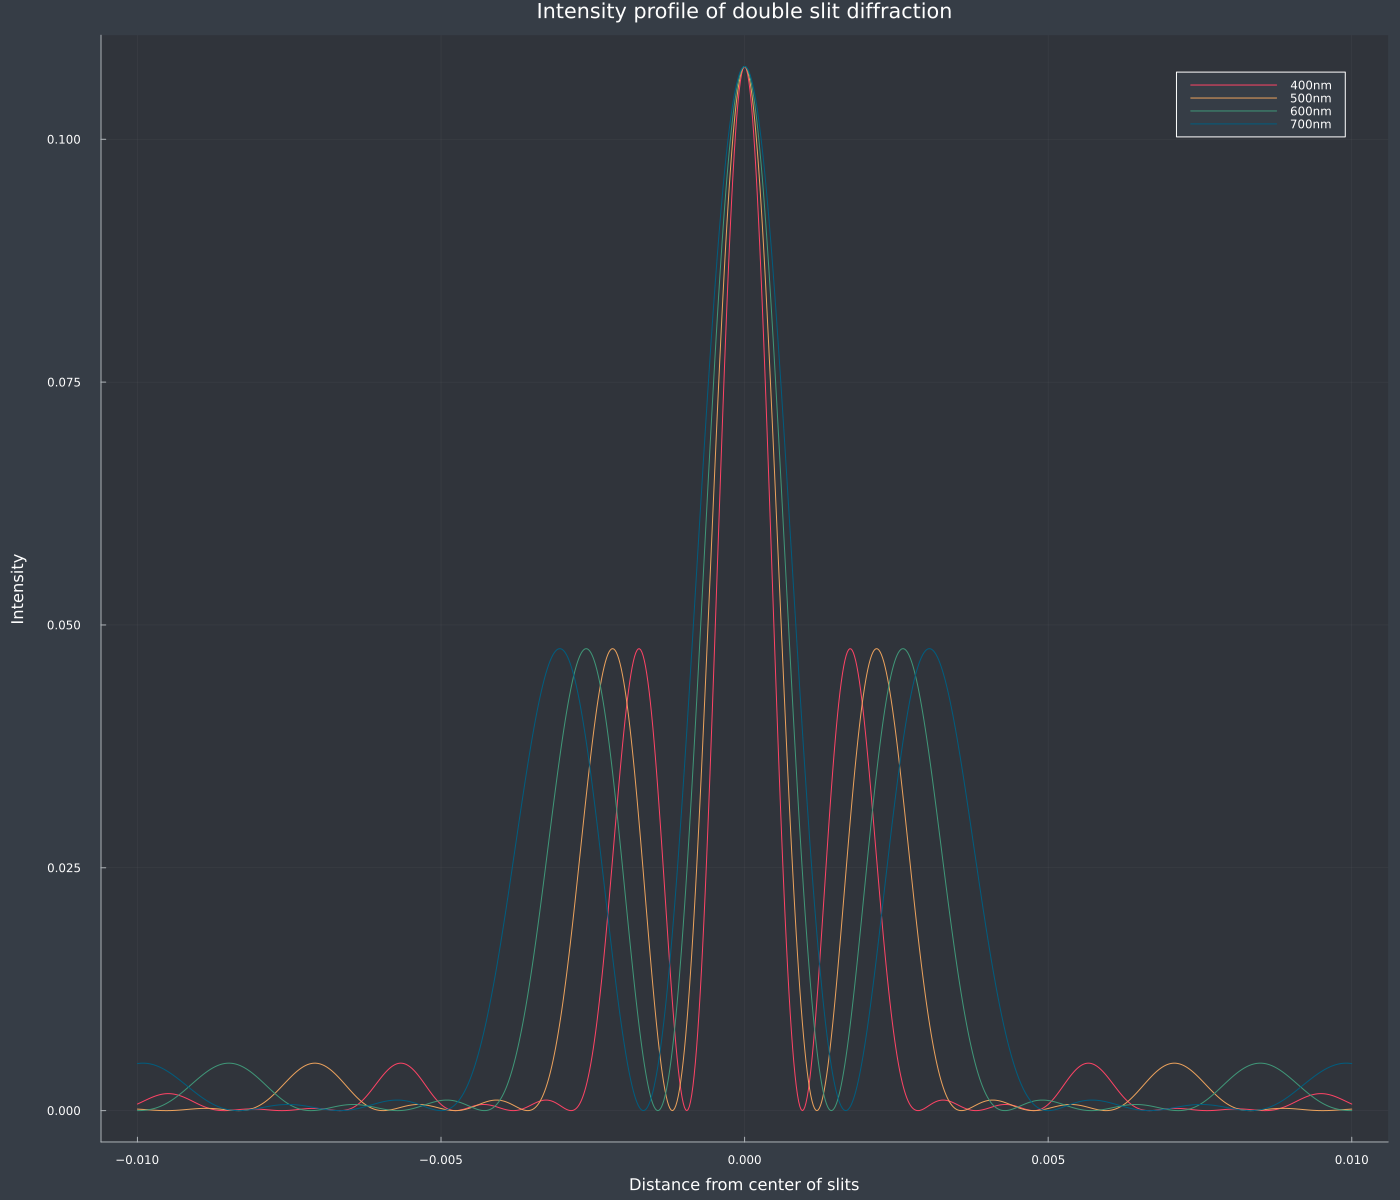 Intensity profile of double slit diffraction
400nm
500nm
600nm
700nm
0.100
0.075
0.050
0.025
0.000
Intensity
−0.010
−0.005
0.000
0.005
0.010
Distance from center of slits